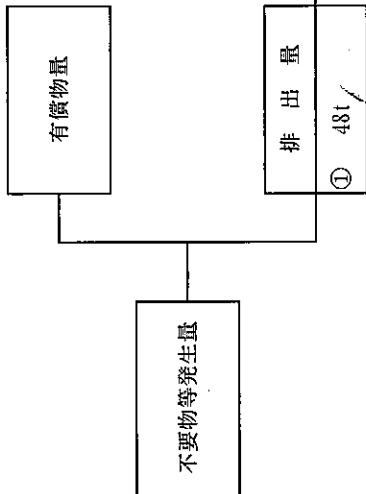 有償物量
排出量
① 48t
不要物等発生量